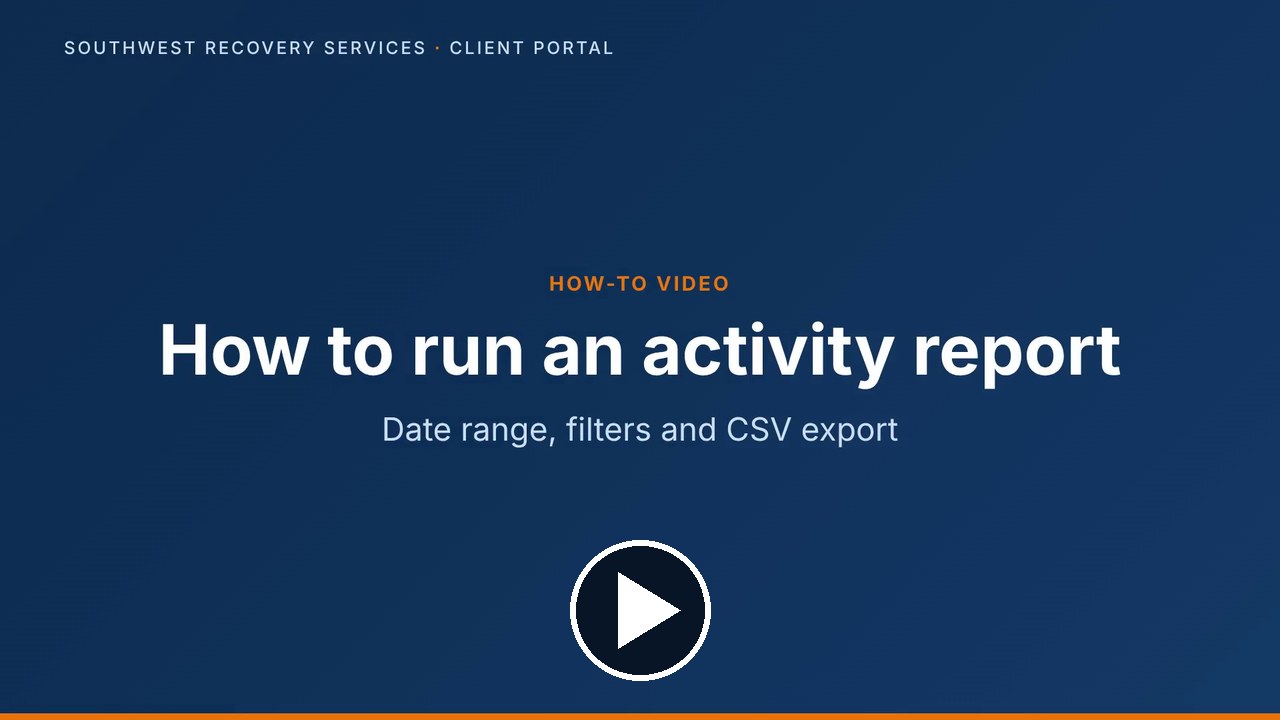 SOUTHWEST RECOVERY SERVICES · CLIENT PORTAL
HOW-TO VIDEO
How to run an activity report
Date range, filters and CSV export